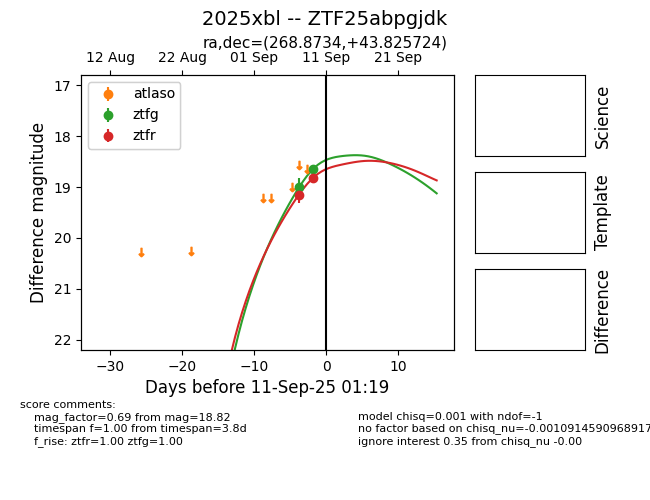 2025xbl -- ZTF25abpgjdk
ra,dec=(268.8734,+43.825724)
12 Aug 22 Aug 01 Sep 11 Sep 21 Sep
atlaso
ztfg
ztfr
17
18
19
20
21
22
Difference magnitude
−30 −20 −10 0 10
Days before 11-Sep-25 01:19
Science
Template
Difference
score comments:
mag_factor=0.69 from mag=18.82
timespan f=1.00 from timespan=3.8d
f_rise: ztfr=1.00 ztfg=1.00
model chisq=0.001 with ndof=-1
no factor based on chisq_nu=-0.0010914590968917
ignore interest 0.35 from chisq_nu -0.00